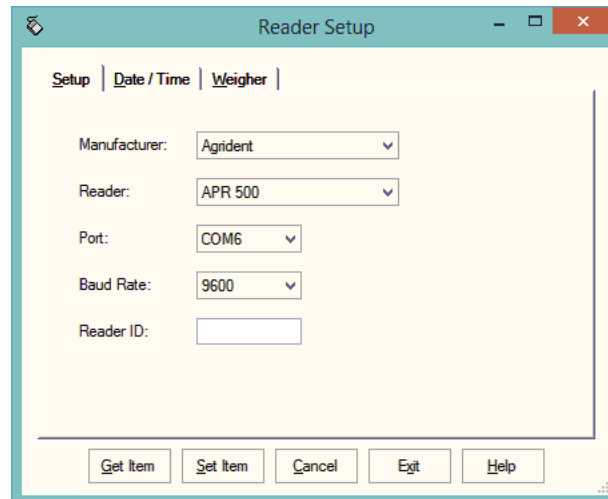 Reader Setup
Setup Date / Time Weigher
Manufacturer: Agrident
Reader: APR 500
Port: COM6
Baud Rate: 9600
Reader ID:
Get Item Set Item Cancel Exit Help